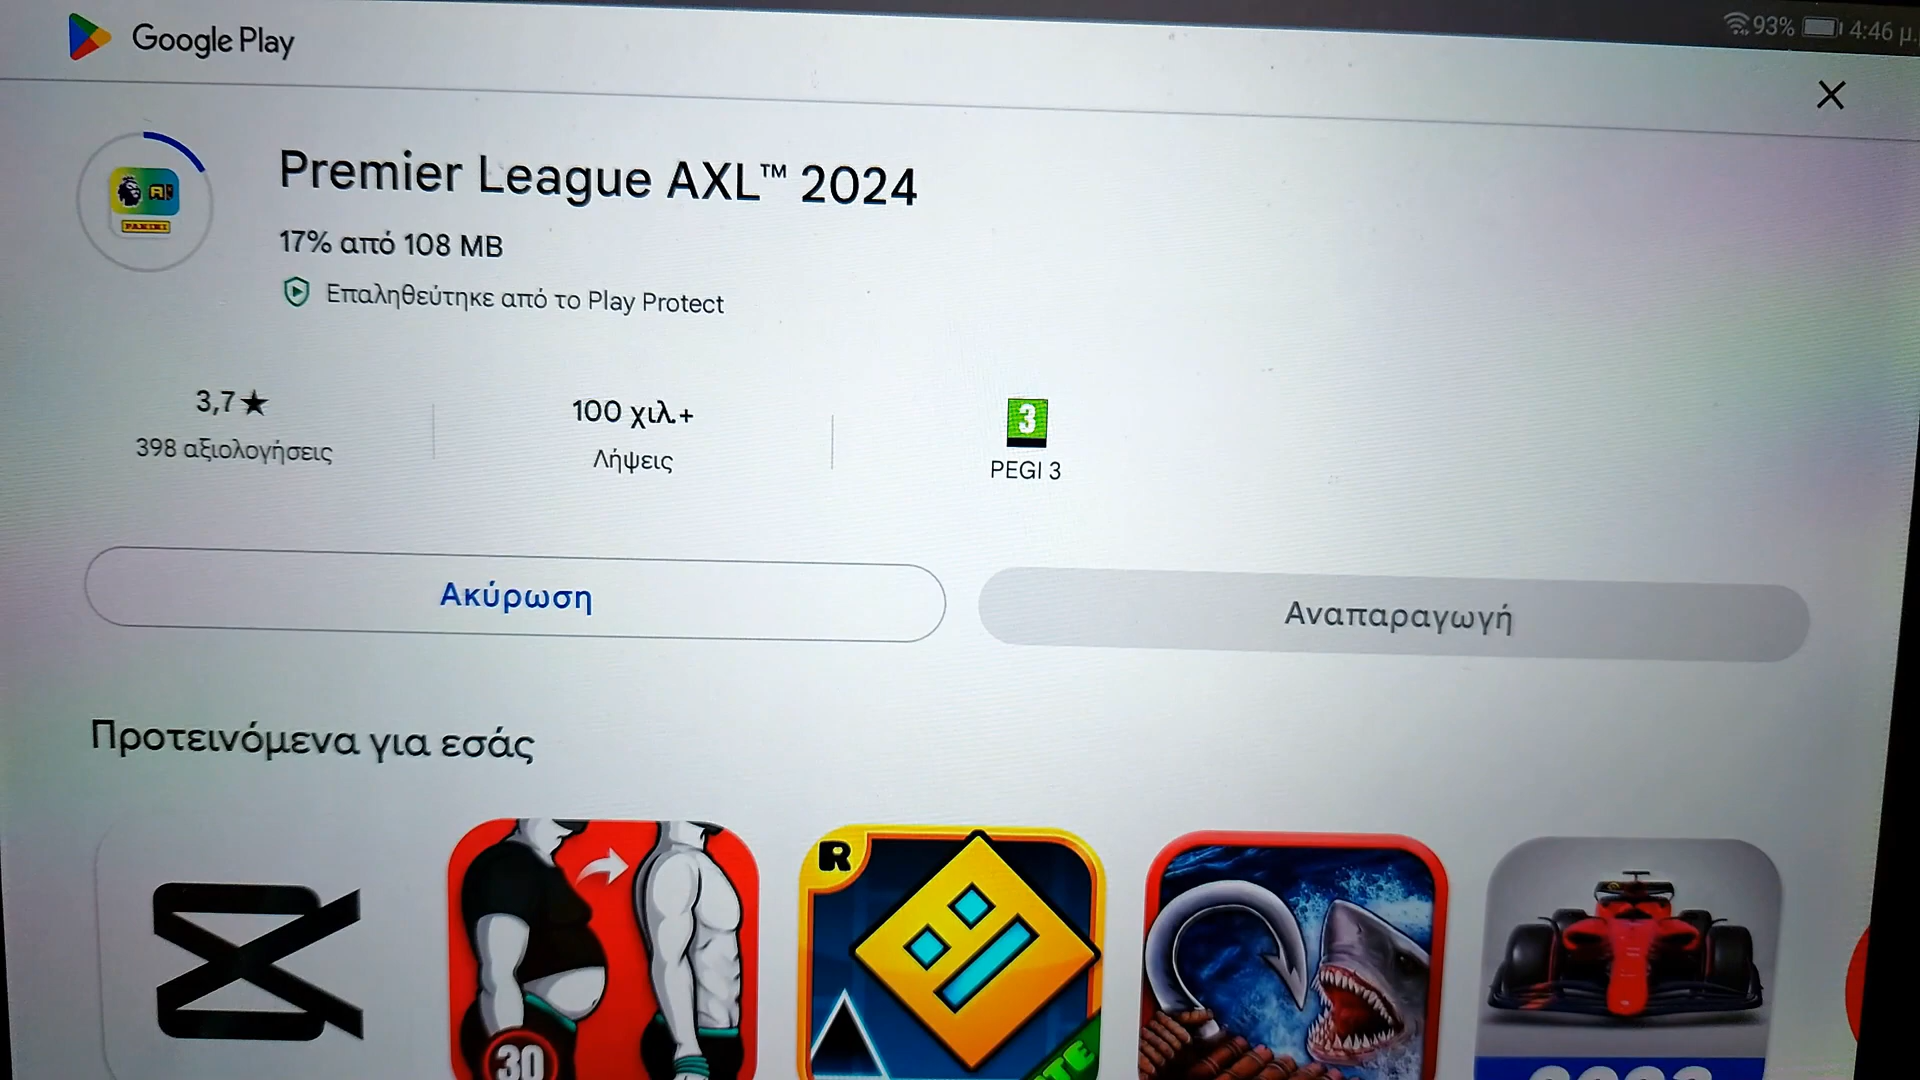 Google Play
93%
4:46 μ.
Premier League AXL™ 2024
17% από 108 MB
PANINI
Επαληθεύτηκε από το Play Protect
3,7★
398 αξιολογήσεις
100 χιλ.+
Λήψεις
3
PEGI 3
Ακύρωση
Αναπαραγωγή
Προτεινόμενα για εσάς
R
30